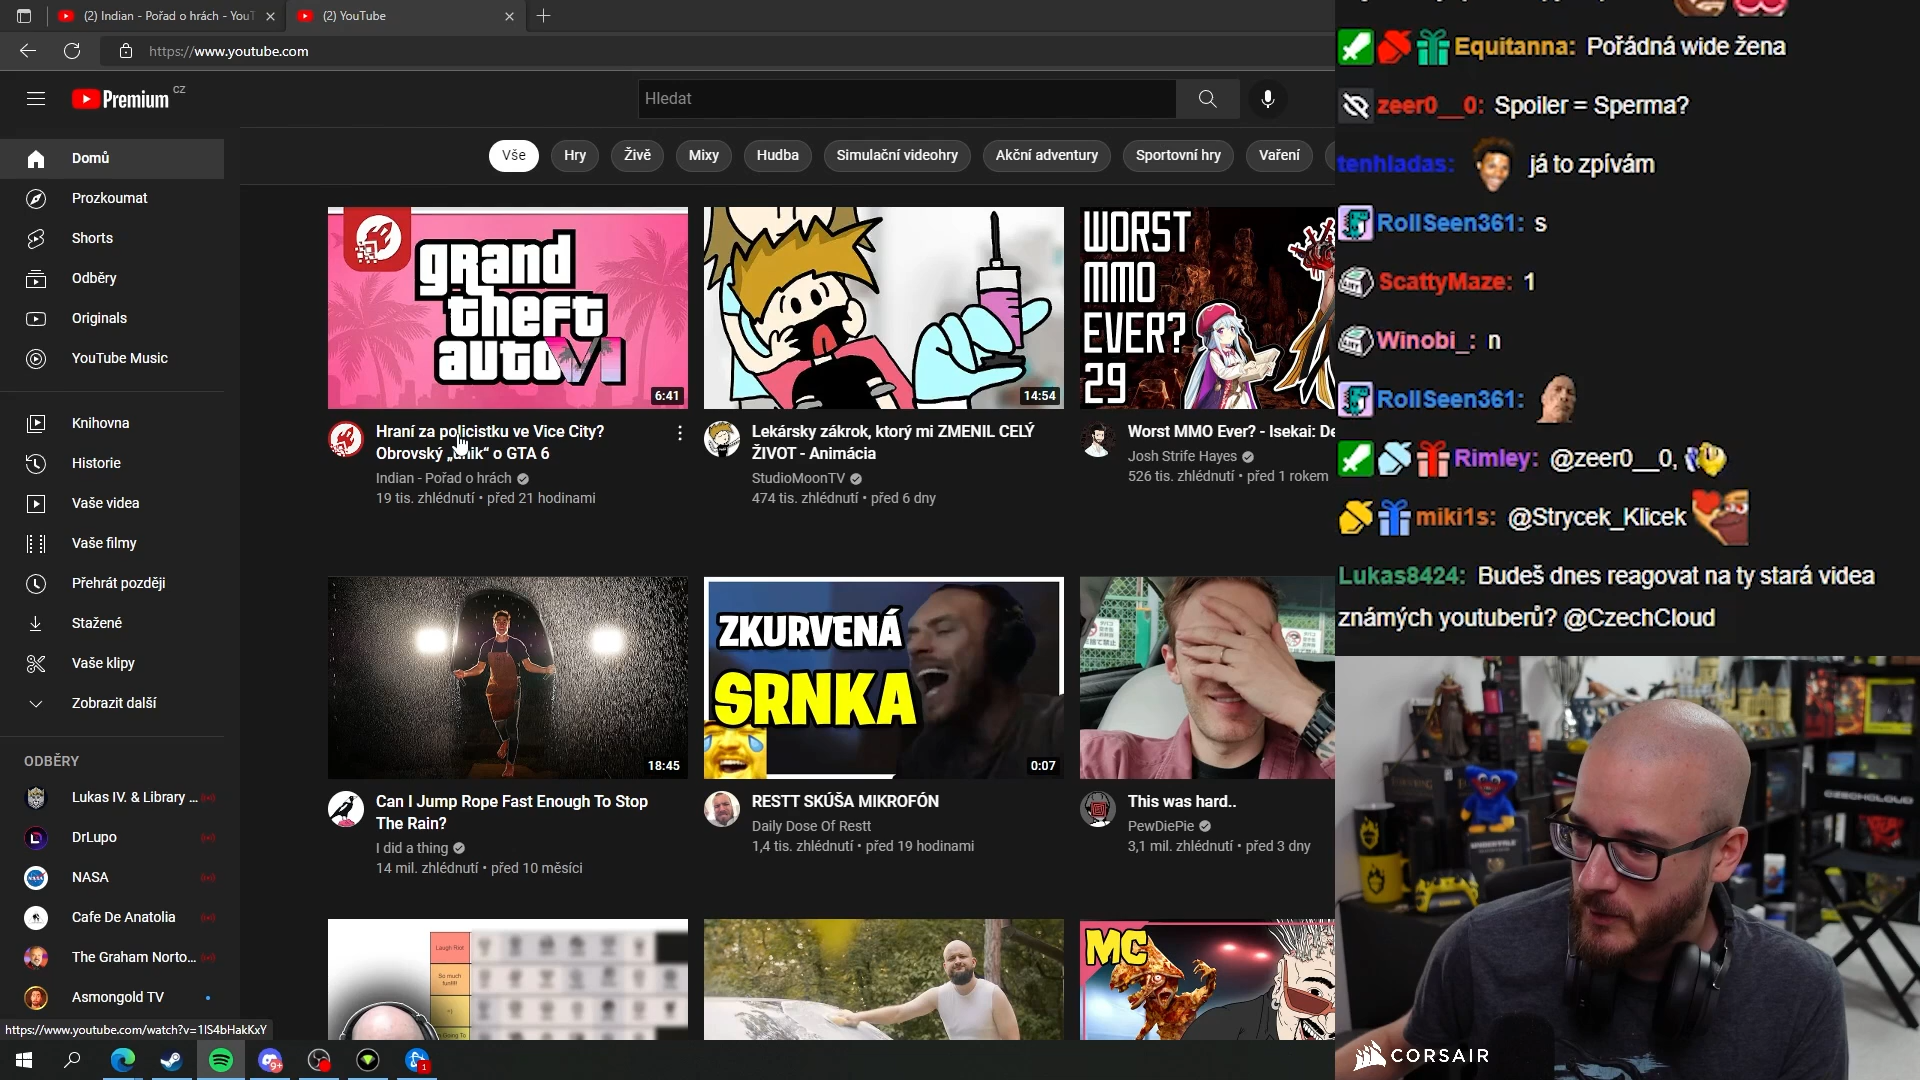 (2) Indian - Pořad o hrách - YouT
(2) YouTube
https://www.youtube.com
Premium CZ
Hledat
Domů
Prozkoumat
Shorts
Odběry
Originals
YouTube Music
Knihovna
Historie
Vaše videa
Vaše filmy
Přehrát později
Stažené
Vaše klipy
Zobrazit další
ODBĚRY
Lukas IV. & Library ...
DrLupo
NASA
Cafe De Anatolia
The Graham Norto...
Asmongold TV
https://www.youtube.com/watch?v=1lS4bHakKxY
Vše
Hry
Živě
Mixy
Hudba
Simulační videohry
Akční adventury
Sportovní hry
Vaření
grand
theft
auto VI
6:41
Hraní za policistku ve Vice City?
Obrovský „únik“ o GTA 6
Indian - Pořad o hrách
19 tis. zhlédnutí • před 21 hodinami
14:54
Lekársky zákrok, ktorý mi ZMENIL CELÝ
ŽIVOT - Animácia
StudioMoonTV
474 tis. zhlédnutí • před 6 dny
WORST
MMO
EVER?
29
Worst MMO Ever? - Isekai: De
Josh Strife Hayes
526 tis. zhlédnutí • před 1 rokem
18:45
Can I Jump Rope Fast Enough To Stop
The Rain?
I did a thing
14 mil. zhlédnutí • před 10 měsíci
ZKURVENÁ
SRNKA
0:07
RESTT SKÚŠA MIKROFÓN
Daily Dose Of Restt
1,4 tis. zhlédnutí • před 19 hodinami
This was hard..
PewDiePie
3,1 mil. zhlédnutí • před 3 dny
Laugh Riot
So much
fun!!!
MC
Equitanna: Pořádná wide žena
zeer0__0: Spoiler = Sperma?
tenhladas: já to zpívám
RollSeen361: s
ScattyMaze: 1
Winobi_: n
RollSeen361:
Rimley: @zeer0__0,
miki1s: @Strycek_Klicek
Lukas8424: Budeš dnes reagovat na ty stará videa
známých youtuberů? @CzechCloud
CZECHCLOUD
CORSAIR
9+
1